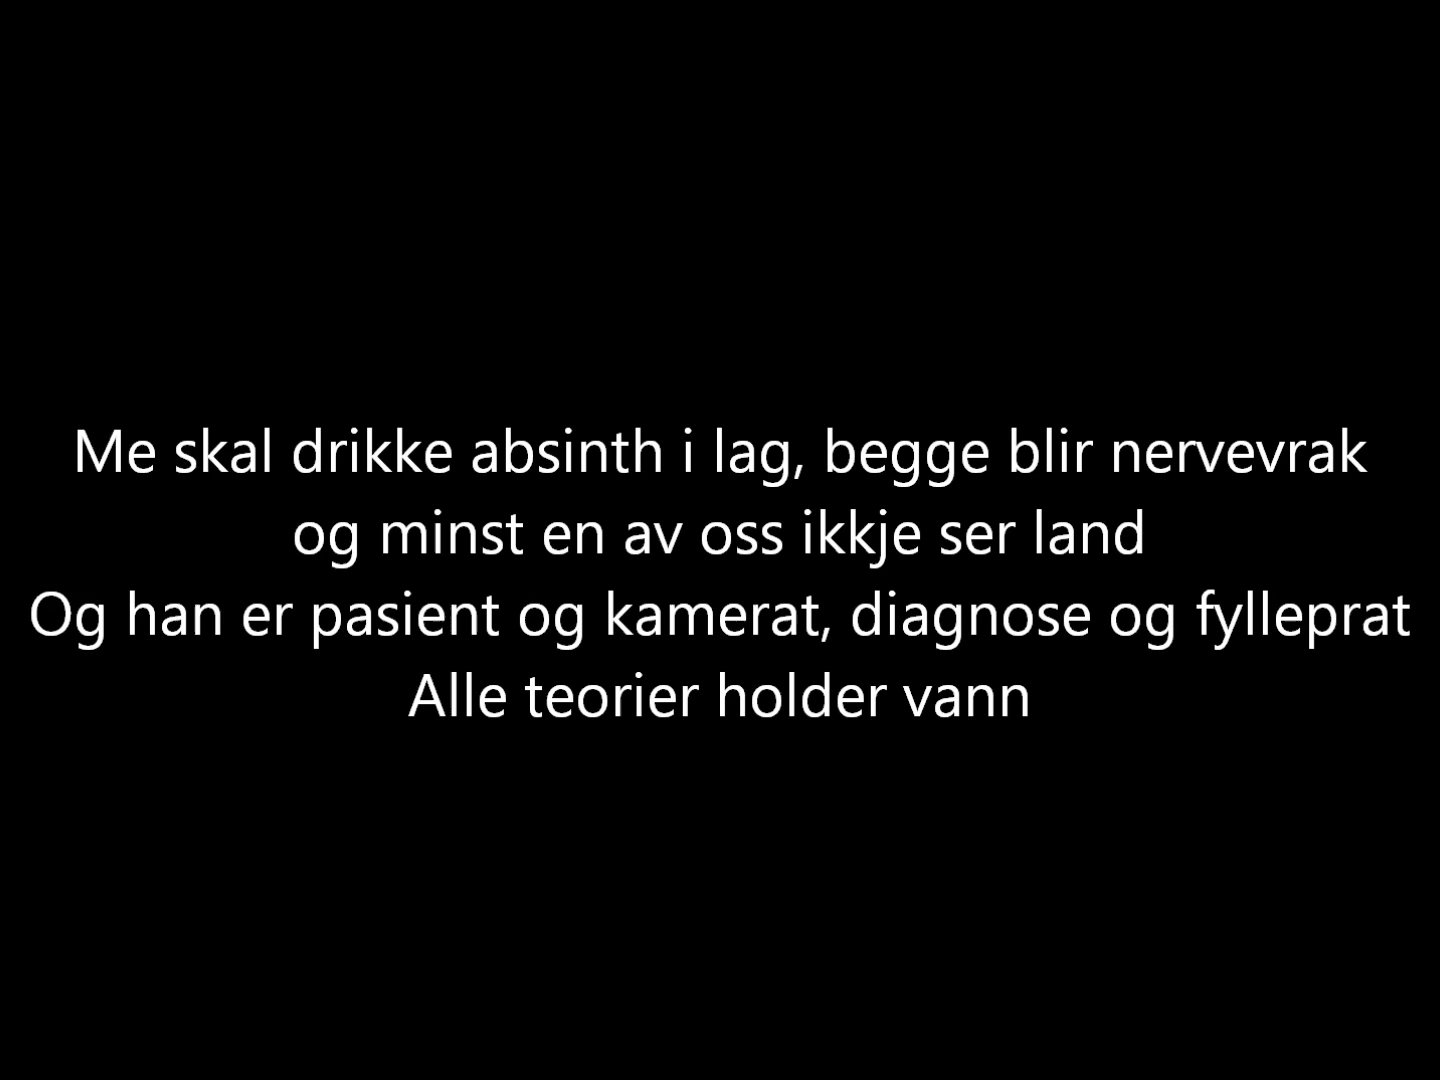 Me skal drikke absinth i lag, begge blir nervevrak
og minst en av oss ikkje ser land
Og han er pasient og kamerat, diagnose og fylleprat
Alle teorier holder vann